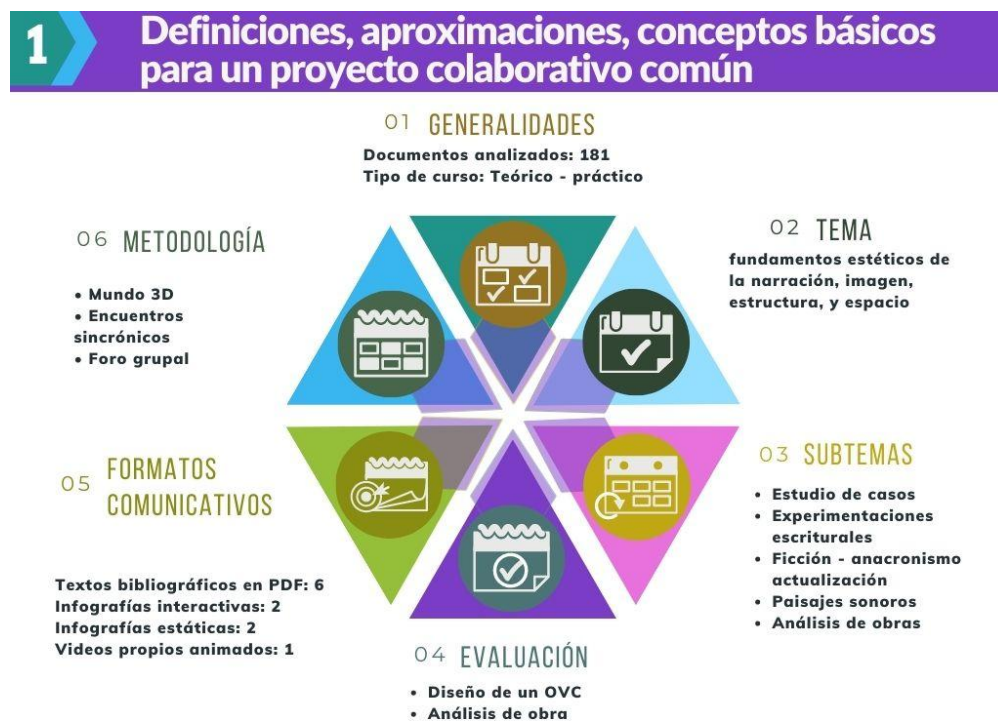 1
Definiciones, aproximaciones, conceptos básicos
para un proyecto colaborativo común
01 GENERALIDADES
Documentos analizados: 181
Tipo de curso: Teórico - práctico
02 TEMA
fundamentos estéticos de
la narración, imagen,
estructura, y espacio
03 SUBTEMAS
• Estudio de casos
• Experimentaciones
escriturales
• Ficción - anacronismo
actualización
• Paisajes sonoros
• Análisis de obras
04 EVALUACIÓN
• Diseño de un OVC
• Análisis de obra
05 FORMATOS
COMUNICATIVOS
Textos bibliográficos en PDF: 6
Infografías interactivas: 2
Infografías estáticas: 2
Videos propios animados: 1
06 METODOLOGÍA
• Mundo 3D
• Encuentros
sincrónicos
• Foro grupal